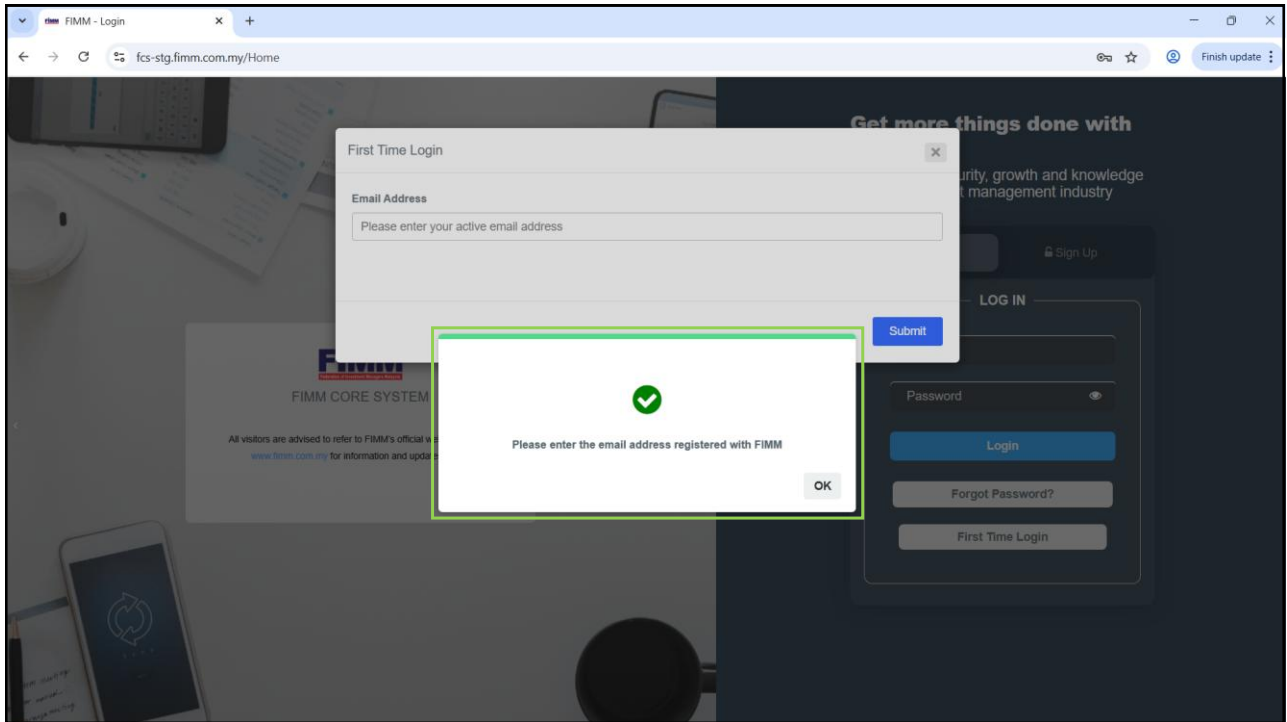 FIMM - Login
fcs-stg.fimm.com.my/Home
Finish update
Get more things done with
urity, growth and knowledge
t management industry
First Time Login
Email Address
Please enter your active email address
Submit
Sign Up
LOG IN
Password
Login
Forgot Password?
First Time Login
FIMM
FIMM CORE SYSTEM
All visitors are advised to refer to FIMM's official w
www.fimm.com.my for information and update
Please enter the email address registered with FIMM
OK